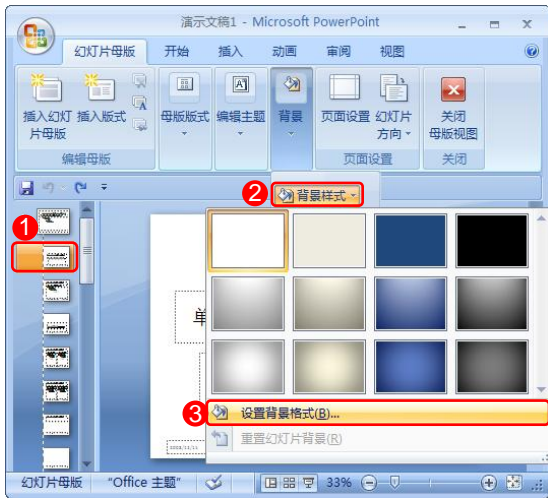 演示文稿1 - Microsoft PowerPoint
幻灯片母版 开始 插入 动画 审阅 视图
插入幻灯片母版 插入版式 母版版式 编辑主题 背景 页面设置 幻灯片方向 关闭母版视图
编辑母版 页面设置 关闭
2 背景样式
1
单
3 设置背景格式(B)...
重置幻灯片背景(R)
幻灯片母版 "Office 主题" 33%